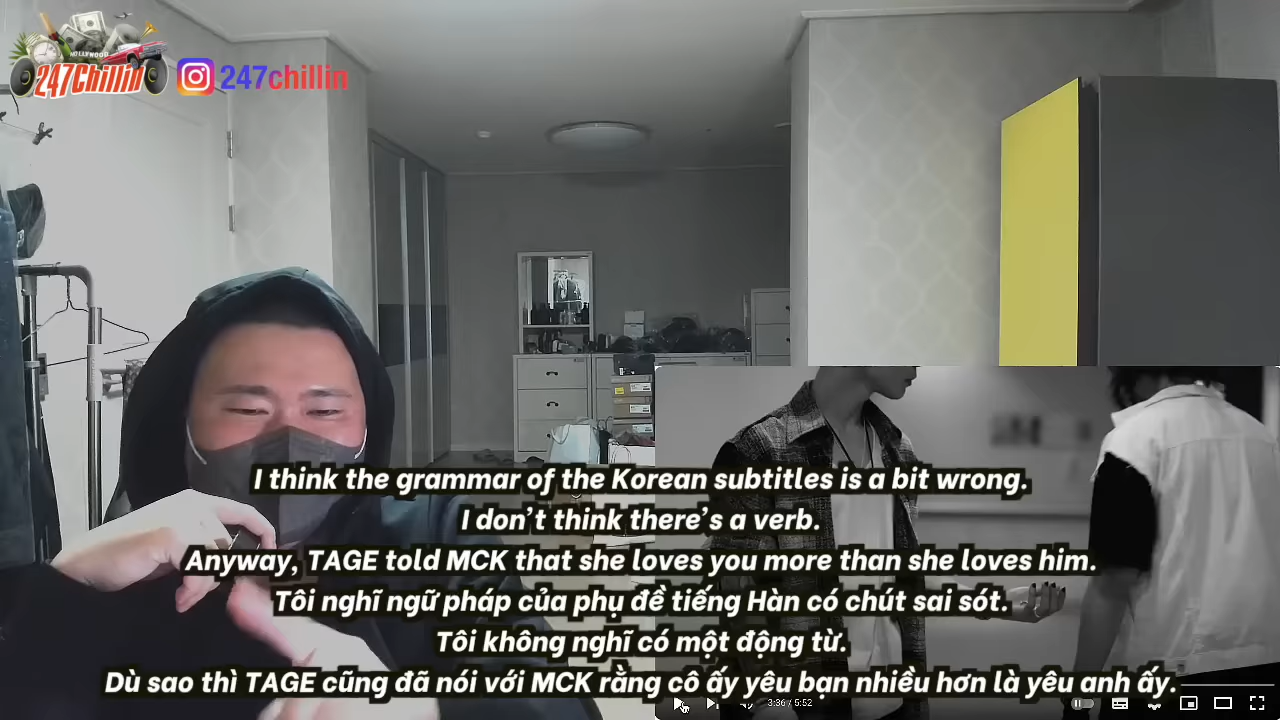 HOLLYWOOD
247Chillin
247chillin
I think the grammar of the Korean subtitles is a bit wrong.
I don't think there's a verb.
Anyway, TAGE told MCK that she loves you more than she loves him.
Tôi nghĩ ngữ pháp của phụ đề tiếng Hàn có chút sai sót.
Tôi không nghĩ có một động từ.
Dù sao thì TAGE cũng đã nói với MCK rằng cô ấy yêu bạn nhiều hơn là yêu anh ấy.
3:36 / 5:52